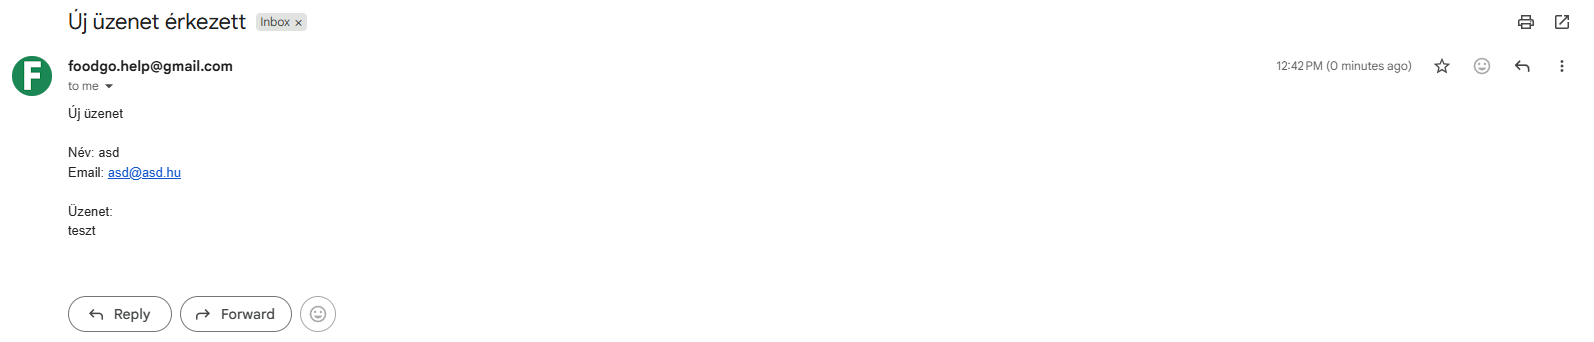 Új üzenet érkezett
Inbox ×
F
foodgo.help@gmail.com
12:42 PM (0 minutes ago)
to me
Új üzenet
Név: asd
Email: asd@asd.hu
Üzenet:
teszt
Reply
Forward